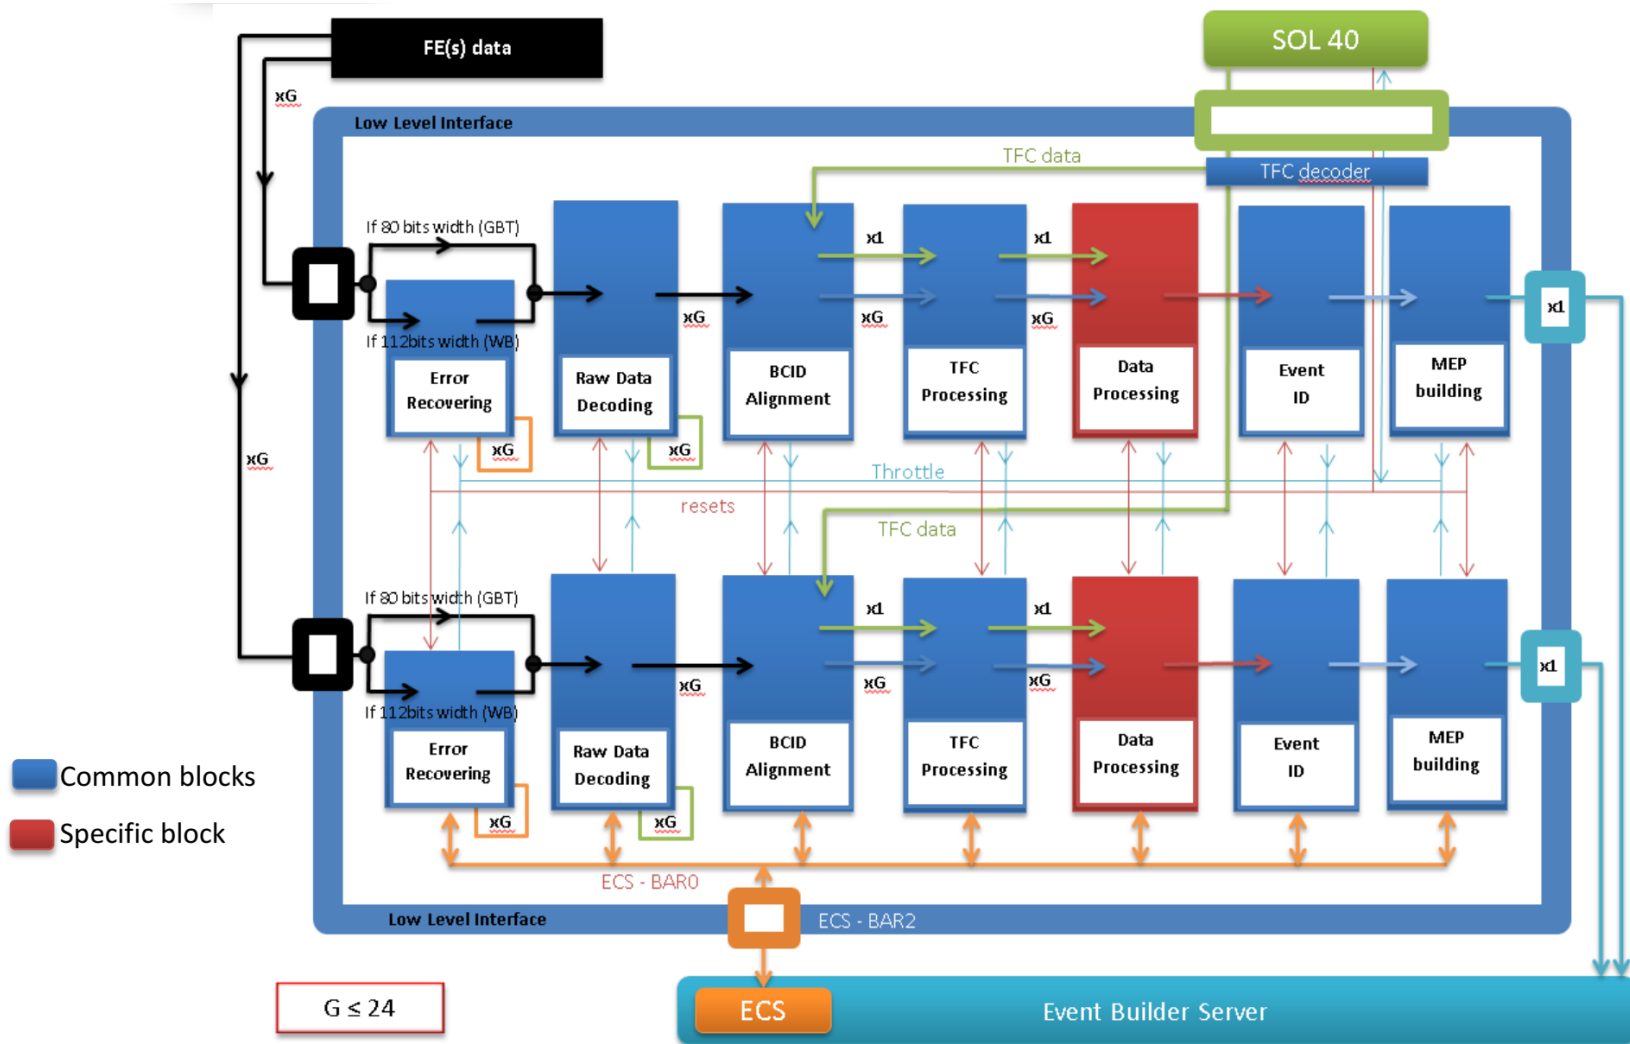 FE(s) data
SOL 40
xG
Low Level Interface
TFC data
TFC decoder
If 80 bits width (GBT)
x1
x1
xG
xG
xG
x1
If 112bits width (WB)
Error
Recovering
Raw Data
Decoding
BCID
Alignment
TFC
Processing
Data
Processing
Event
ID
MEP
building
xG
xG
xG
Throttle
resets
TFC data
If 80 bits width (GBT)
x1
x1
xG
xG
xG
x1
If 112bits width (WB)
Error
Recovering
Raw Data
Decoding
BCID
Alignment
TFC
Processing
Data
Processing
Event
ID
MEP
building
xG
xG
Common blocks
Specific block
ECS - BAR0
Low Level Interface
ECS - BAR2
G ≤ 24
ECS
Event Builder Server